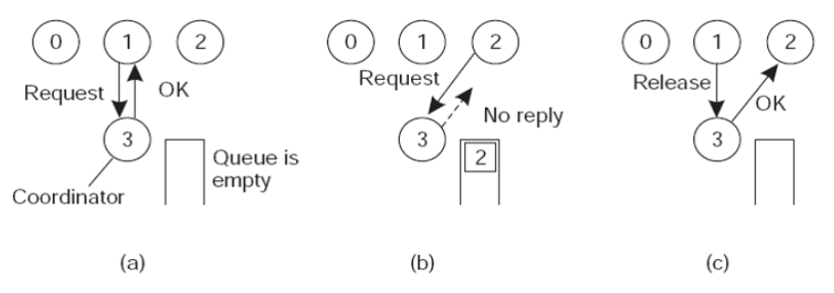 0 1 2
Request OK
3
Queue is
empty
Coordinator
(a)
0 1 2
Request
No reply
3
2
(b)
0 1 2
Release
OK
3
(c)